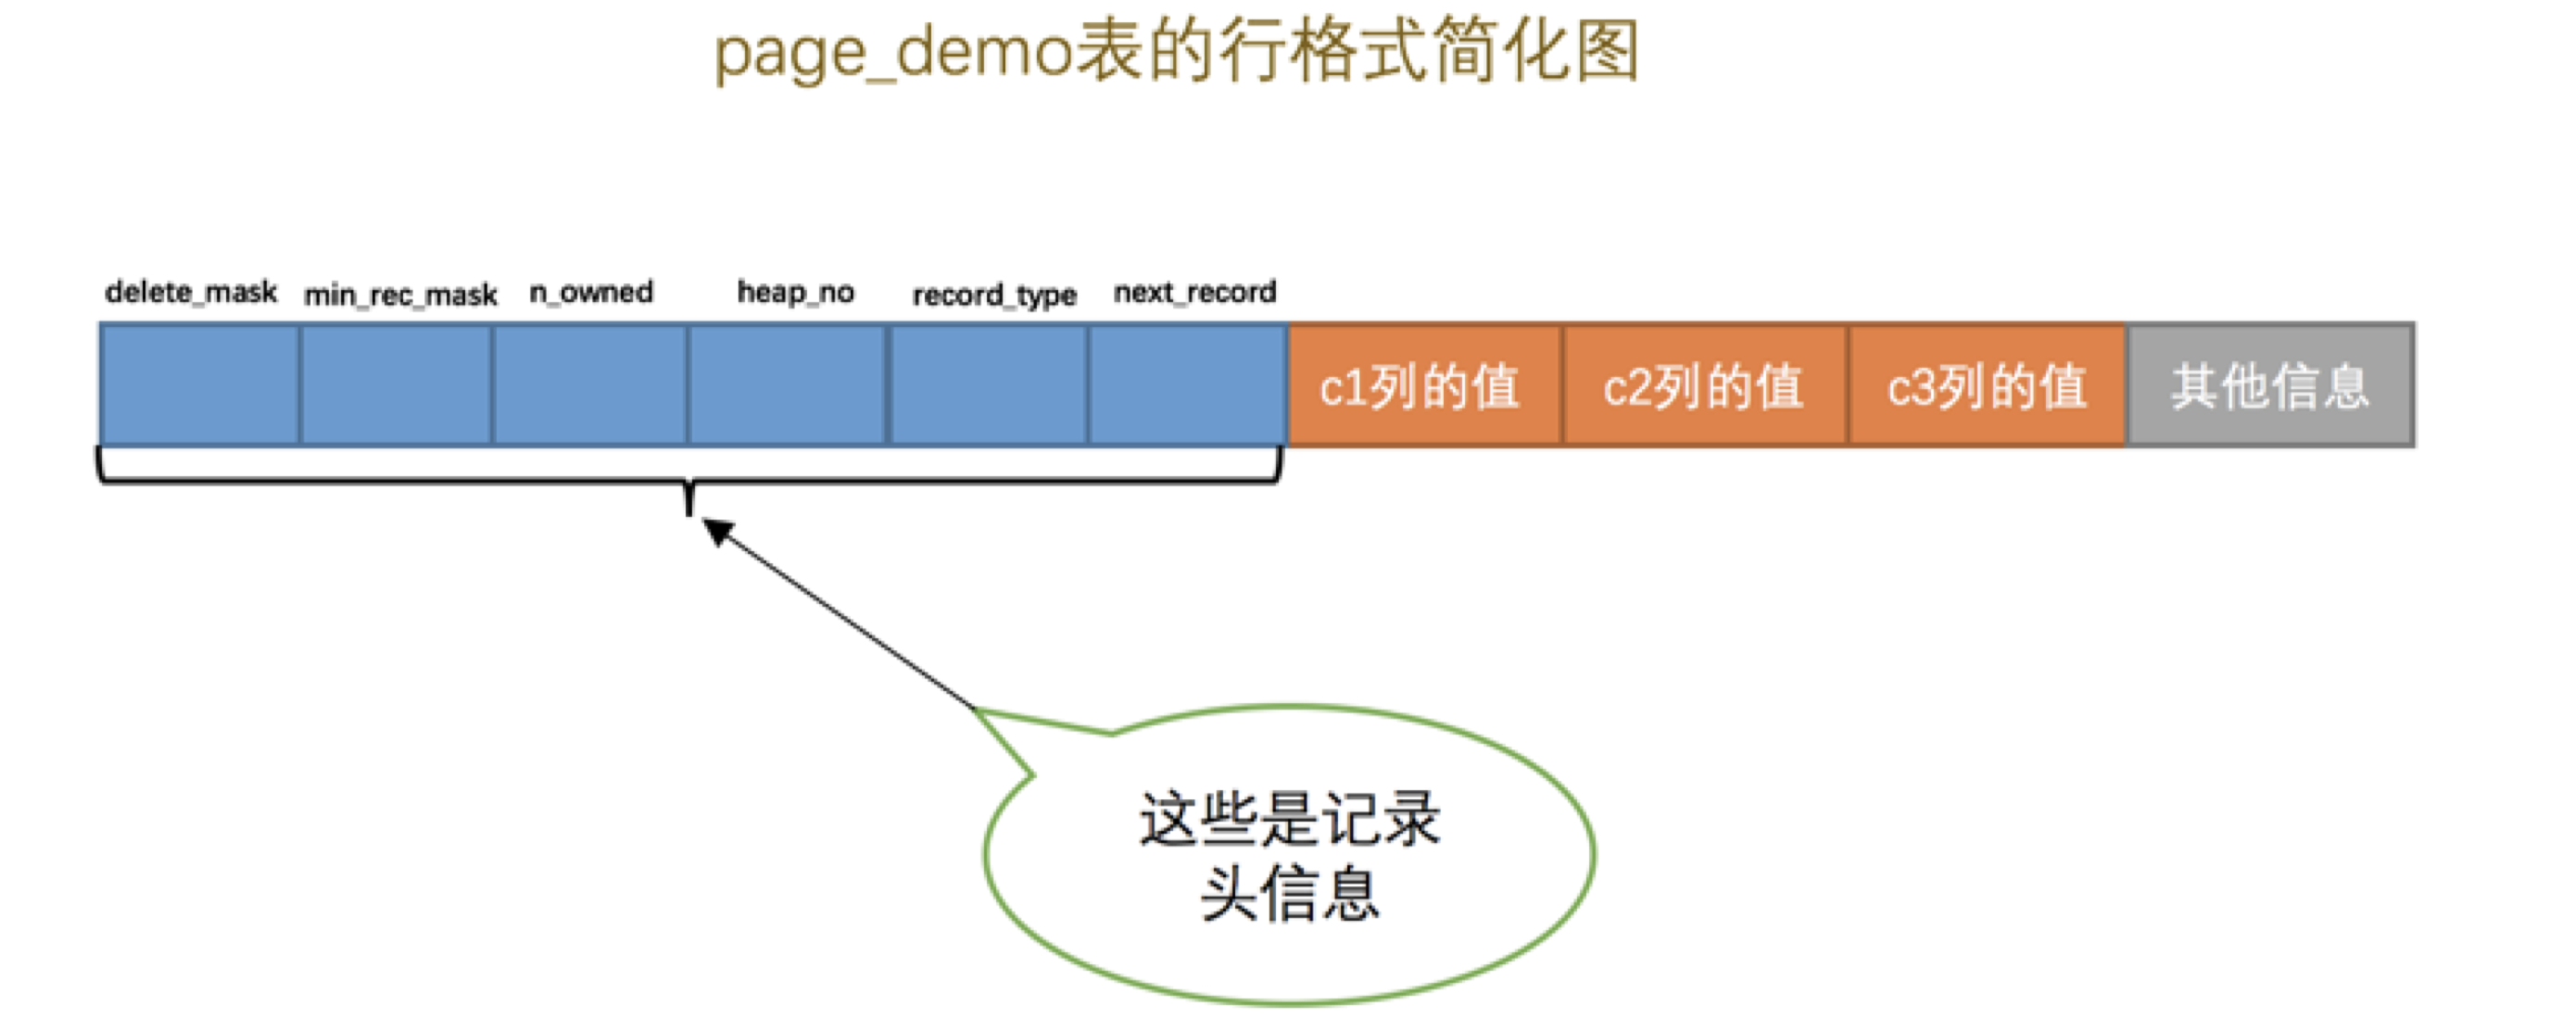 page_demo表的行格式简化图
delete_mask min_rec_mask n_owned heap_no record_type next_record
c1列的值 c2列的值 c3列的值 其他信息
这些是记录
头信息